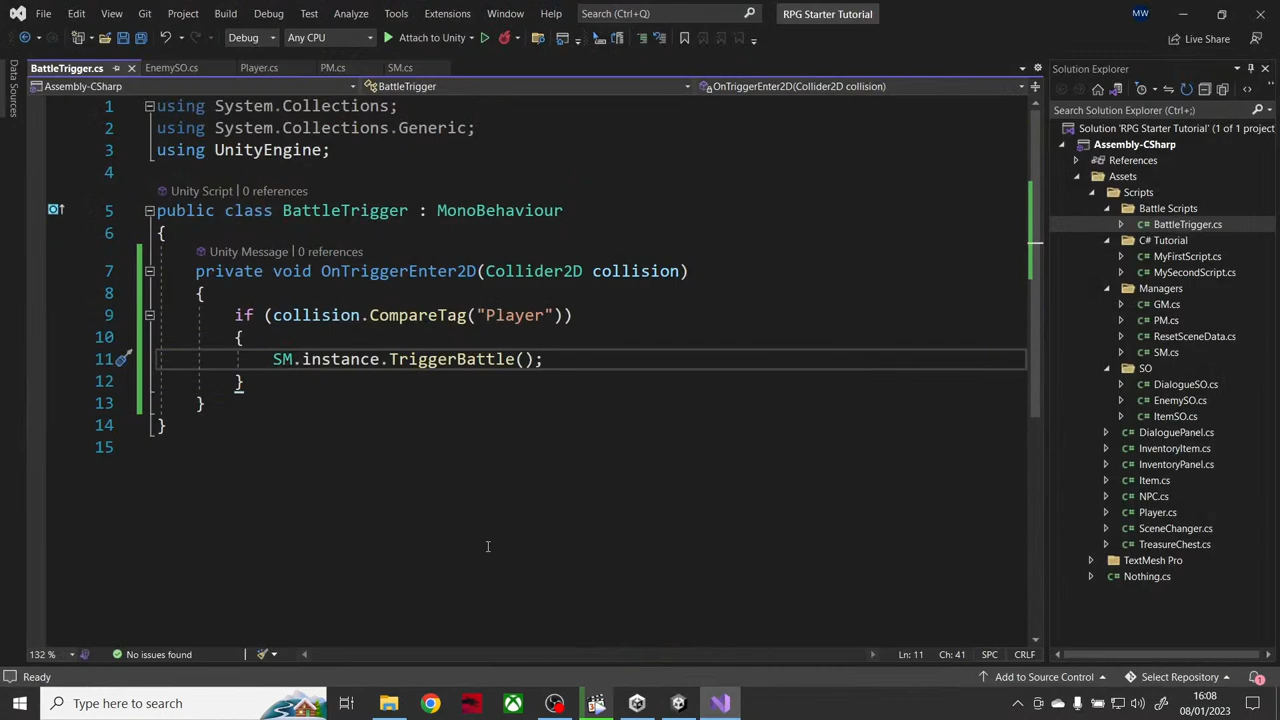 File Edit View Git Project Build Debug Test Analyze Tools Extensions Window Help Search (Ctrl+Q) RPG Starter Tutorial MW
Debug Any CPU Attach to Unity Live Share
BattleTrigger.cs EnemySO.cs Player.cs PM.cs SM.cs
Assembly-CSharp BattleTrigger OnTriggerEnter2D(Collider2D collision)
Data Sources
1 using System.Collections;
2 using System.Collections.Generic;
3 using UnityEngine;
4
Unity Script | 0 references
5 public class BattleTrigger : MonoBehaviour
6 {
Unity Message | 0 references
7 private void OnTriggerEnter2D(Collider2D collision)
8 {
9 if (collision.CompareTag("Player"))
10 {
11 SM.instance.TriggerBattle();
12 }
13 }
14 }
15
132 % No issues found Ln: 11 Ch: 41 SPC CRLF
Solution Explorer
Search Solution Explorer (Ctrl+;)
Solution 'RPG Starter Tutorial' (1 of 1 project
Assembly-CSharp
References
Assets
Scripts
Battle Scripts
BattleTrigger.cs
C# Tutorial
MyFirstScript.cs
MySecondScript.cs
Managers
GM.cs
PM.cs
ResetSceneData.cs
SM.cs
SO
DialogueSO.cs
EnemySO.cs
ItemSO.cs
DialoguePanel.cs
InventoryItem.cs
InventoryPanel.cs
Item.cs
NPC.cs
Player.cs
SceneChanger.cs
TreasureChest.cs
TextMesh Pro
Nothing.cs
Ready Add to Source Control Select Repository 1
Type here to search 16:08
08/01/2023